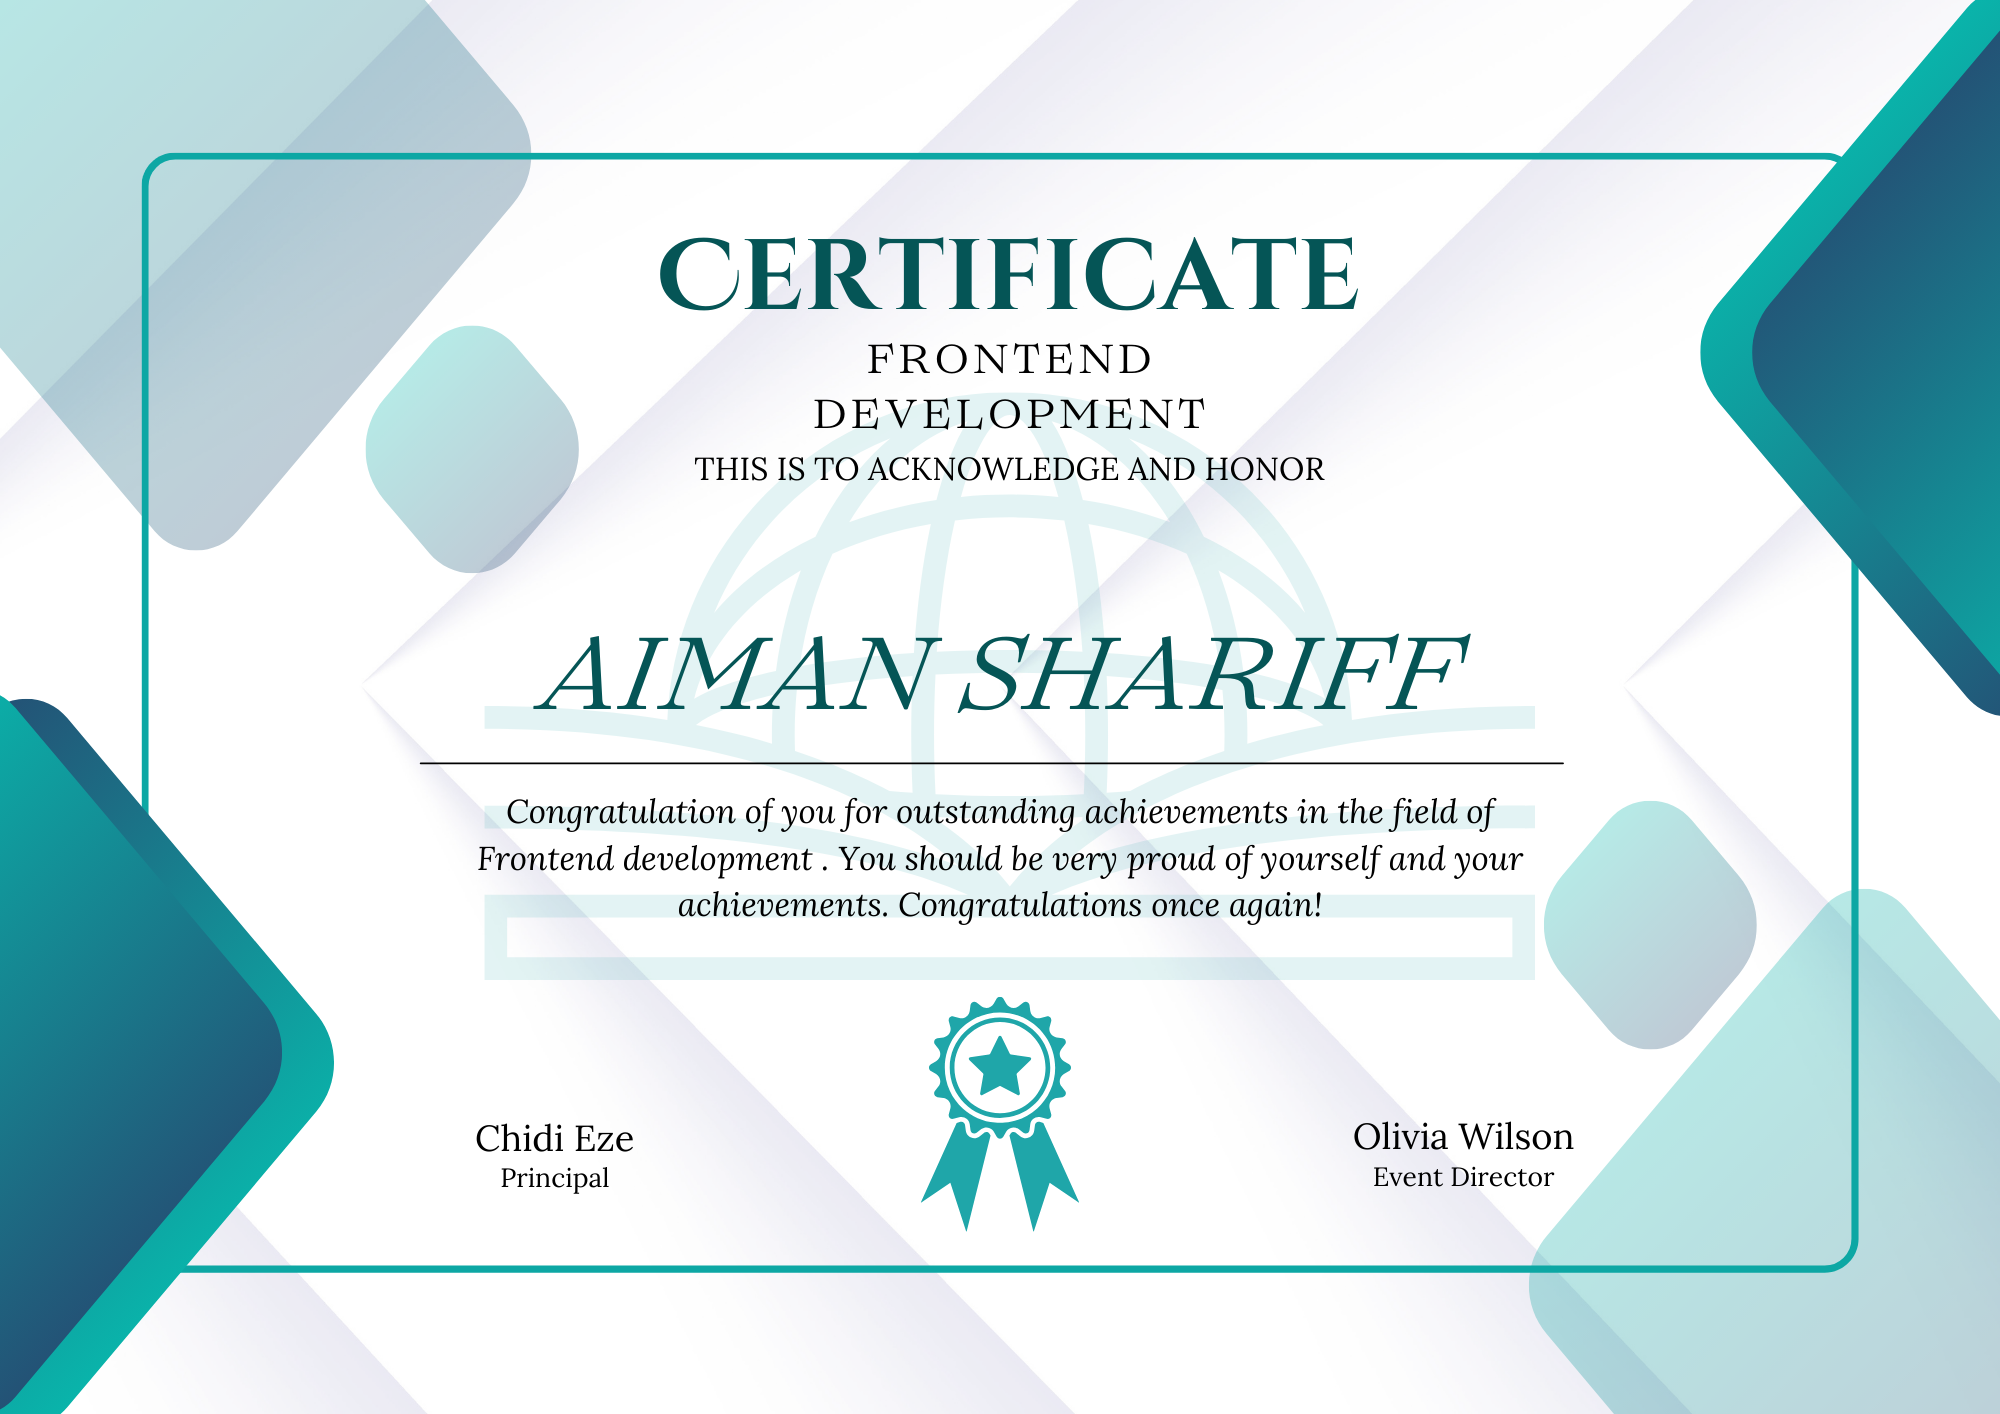 CERTIFICATE
FRONTEND
DEVELOPMENT
THIS IS TO ACKNOWLEDGE AND HONOR
AIMAN SHARIFF
Congratulation of you for outstanding achievements in the field of
Frontend development . You should be very proud of yourself and your
achievements. Congratulations once again!
Chidi Eze
Principal
Olivia Wilson
Event Director